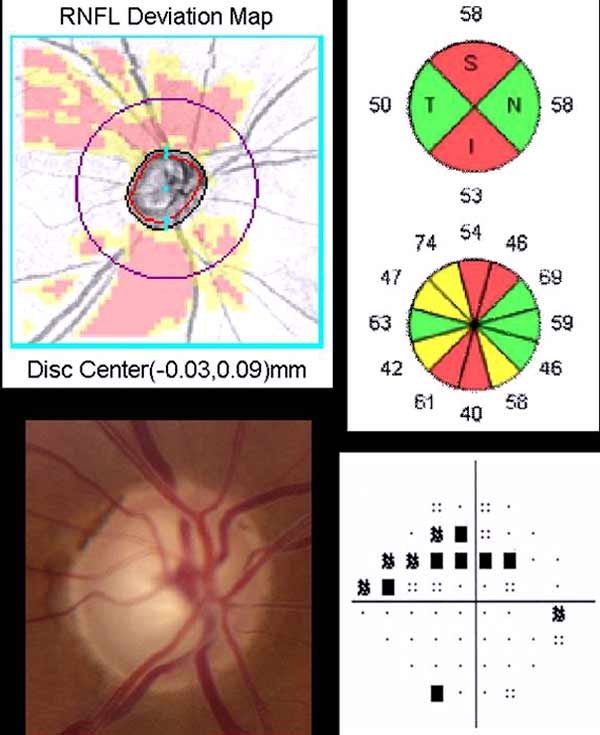 RNFL Deviation Map
Disc Center(-0.03,0.09)mm
58
S
50 T N 58
I
53
54
74 46
47 69
63 59
42 46
61 58
40